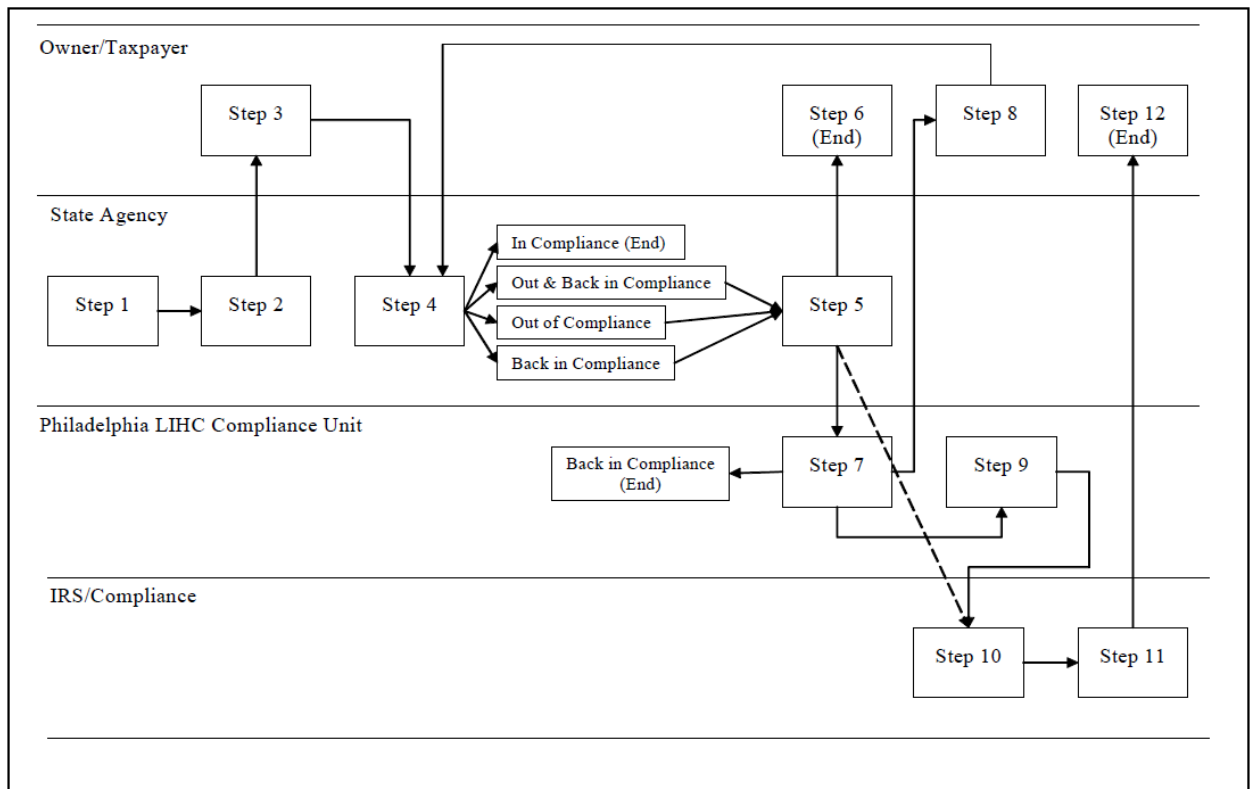 Owner/Taxpayer
Step 3
Step 6
(End)
Step 8
Step 12
(End)
State Agency
Step 1
Step 2
Step 4
In Compliance (End)
Out & Back in Compliance
Out of Compliance
Back in Compliance
Step 5
Philadelphia LIHC Compliance Unit
Back in Compliance
(End)
Step 7
Step 9
IRS/Compliance
Step 10
Step 11